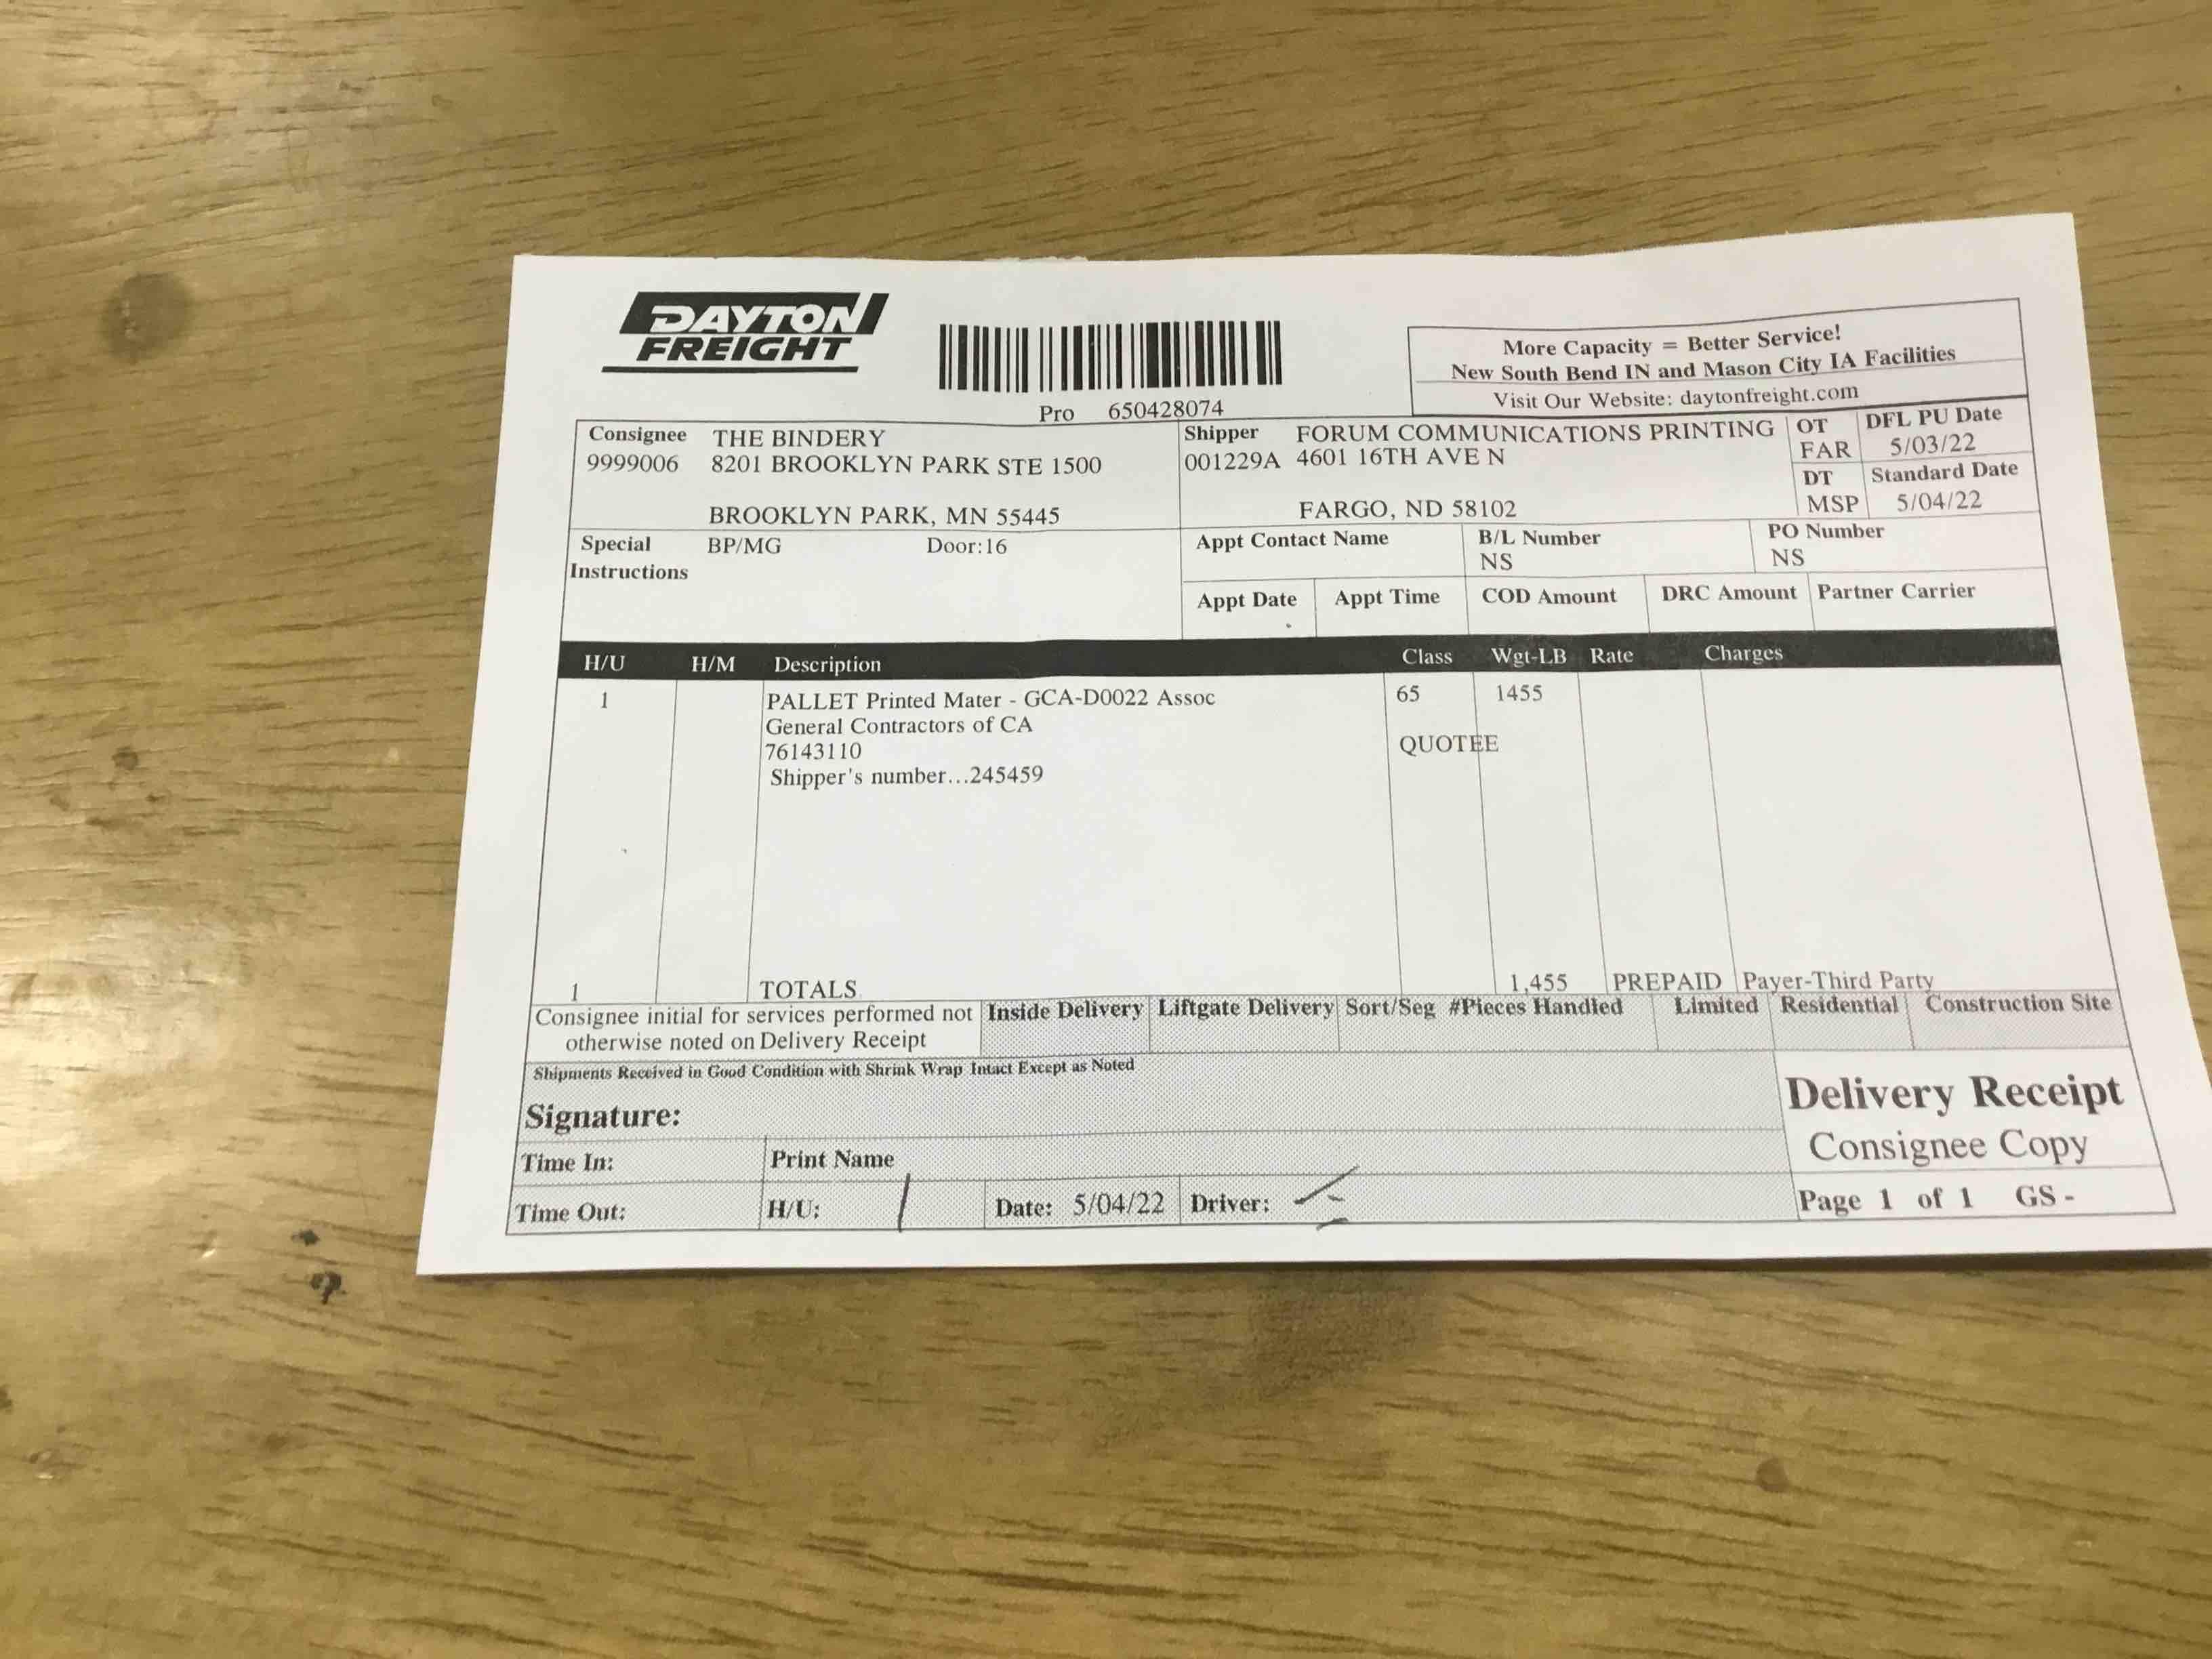 DAYTON
FREIGHT
Pro 650428074
More Capacity = Better Service!
New South Bend IN and Mason City IA Facilities
Visit Our Website: daytonfreight.com
Consignee THE BINDERY
9999006 8201 BROOKLYN PARK STE 1500
BROOKLYN PARK, MN 55445
Shipper FORUM COMMUNICATIONS PRINTING
001229A 4601 16TH AVE N
FARGO, ND 58102
OT DFL PU Date
FAR 5/03/22
DT Standard Date
MSP 5/04/22
Special BP/MG Door:16
Instructions
Appt Contact Name B/L Number PO Number
NS NS
Appt Date Appt Time COD Amount DRC Amount Partner Carrier
H/U H/M Description Class Wgt-LB Rate Charges
1 PALLET Printed Mater - GCA-D0022 Assoc 65 1455
General Contractors of CA
76143110 QUOTEE
Shipper's number...245459
1 TOTALS 1,455 PREPAID Payer-Third Party
Consignee initial for services performed not
otherwise noted on Delivery Receipt
Inside Delivery Liftgate Delivery Sort/Seg #Pieces Handled Limited Residential Construction Site
Shipments Received in Good Condition with Shrink Wrap Intact Except as Noted
Signature:
Delivery Receipt
Consignee Copy
Time In: Print Name
Time Out: H/U: 1 Date: 5/04/22 Driver:
Page 1 of 1 GS -